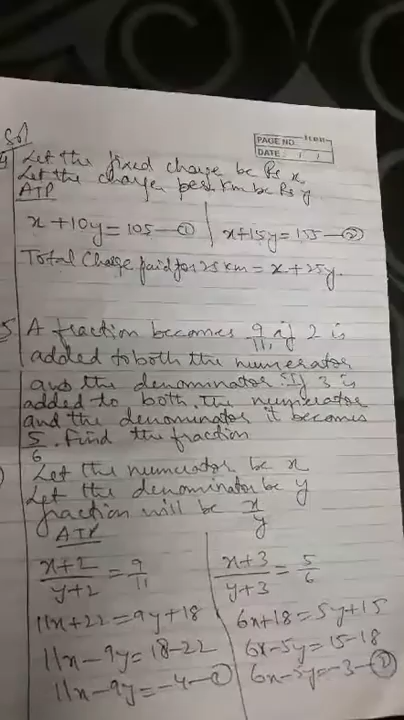 Sol
PAGE NO.
DATE: / /
4 Let the fixed charge be Rs x.
Let the charge per km be Rs y
ATP
x + 10y = 105 — ① | x + 15y = 155 — ②
Total Charge paid for 25 km = x + 25y.
5 A fraction becomes 9/11, if 2 is
added to both the numerator
and the denominator. If 3 is
added to both the numerator
and the denominator it becomes
5/6. Find the fraction
Let the numerator be x
Let the denominator be y
fraction will be x/y
ATP
x+2/y+2 = 9/11
x+3/y+3 = 5/6
11x+22 = 9y+18
6x+18 = 5y+15
11x-9y = 18-22
6x-5y = 15-18
11x-9y = -4 — ①
6x-5y = -3 — ②